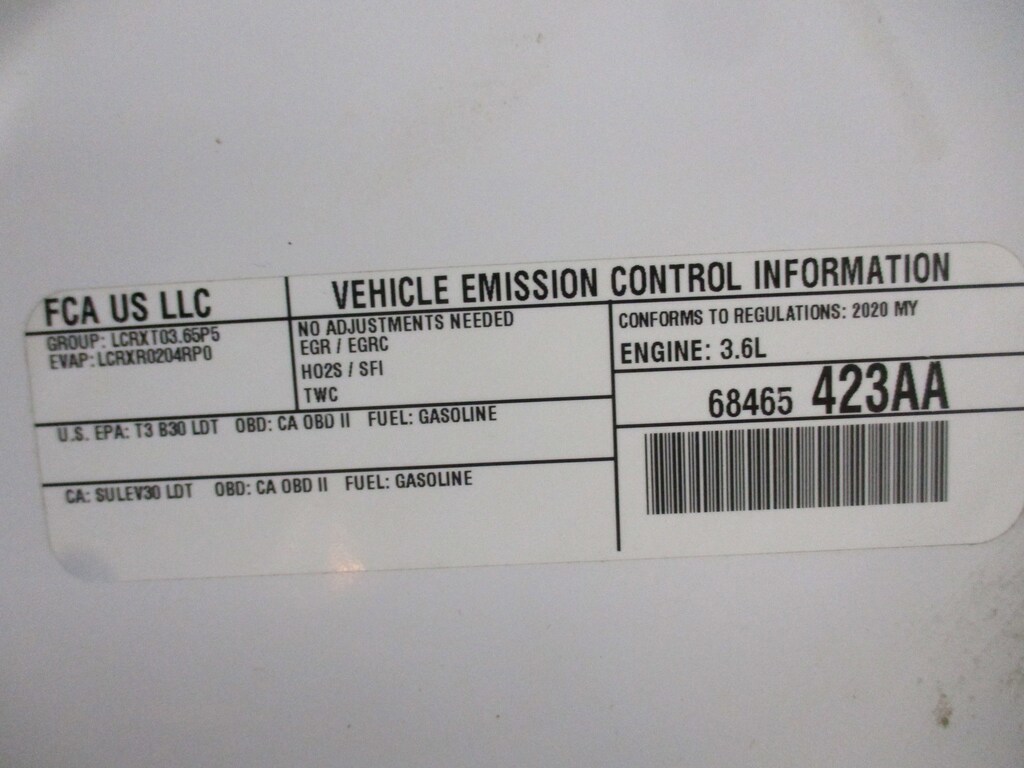 FCA US LLC
VEHICLE EMISSION CONTROL INFORMATION
GROUP: LCRXT03.65P5
EVAP: LCRXR0204RP0
NO ADJUSTMENTS NEEDED
EGR / EGRC
HO2S / SFI
TWC
CONFORMS TO REGULATIONS: 2020 MY
ENGINE: 3.6L
68465 423AA
U.S. EPA: T3 B30 LDT OBD: CA OBD II FUEL: GASOLINE
CA: SULEV30 LDT OBD: CA OBD II FUEL: GASOLINE